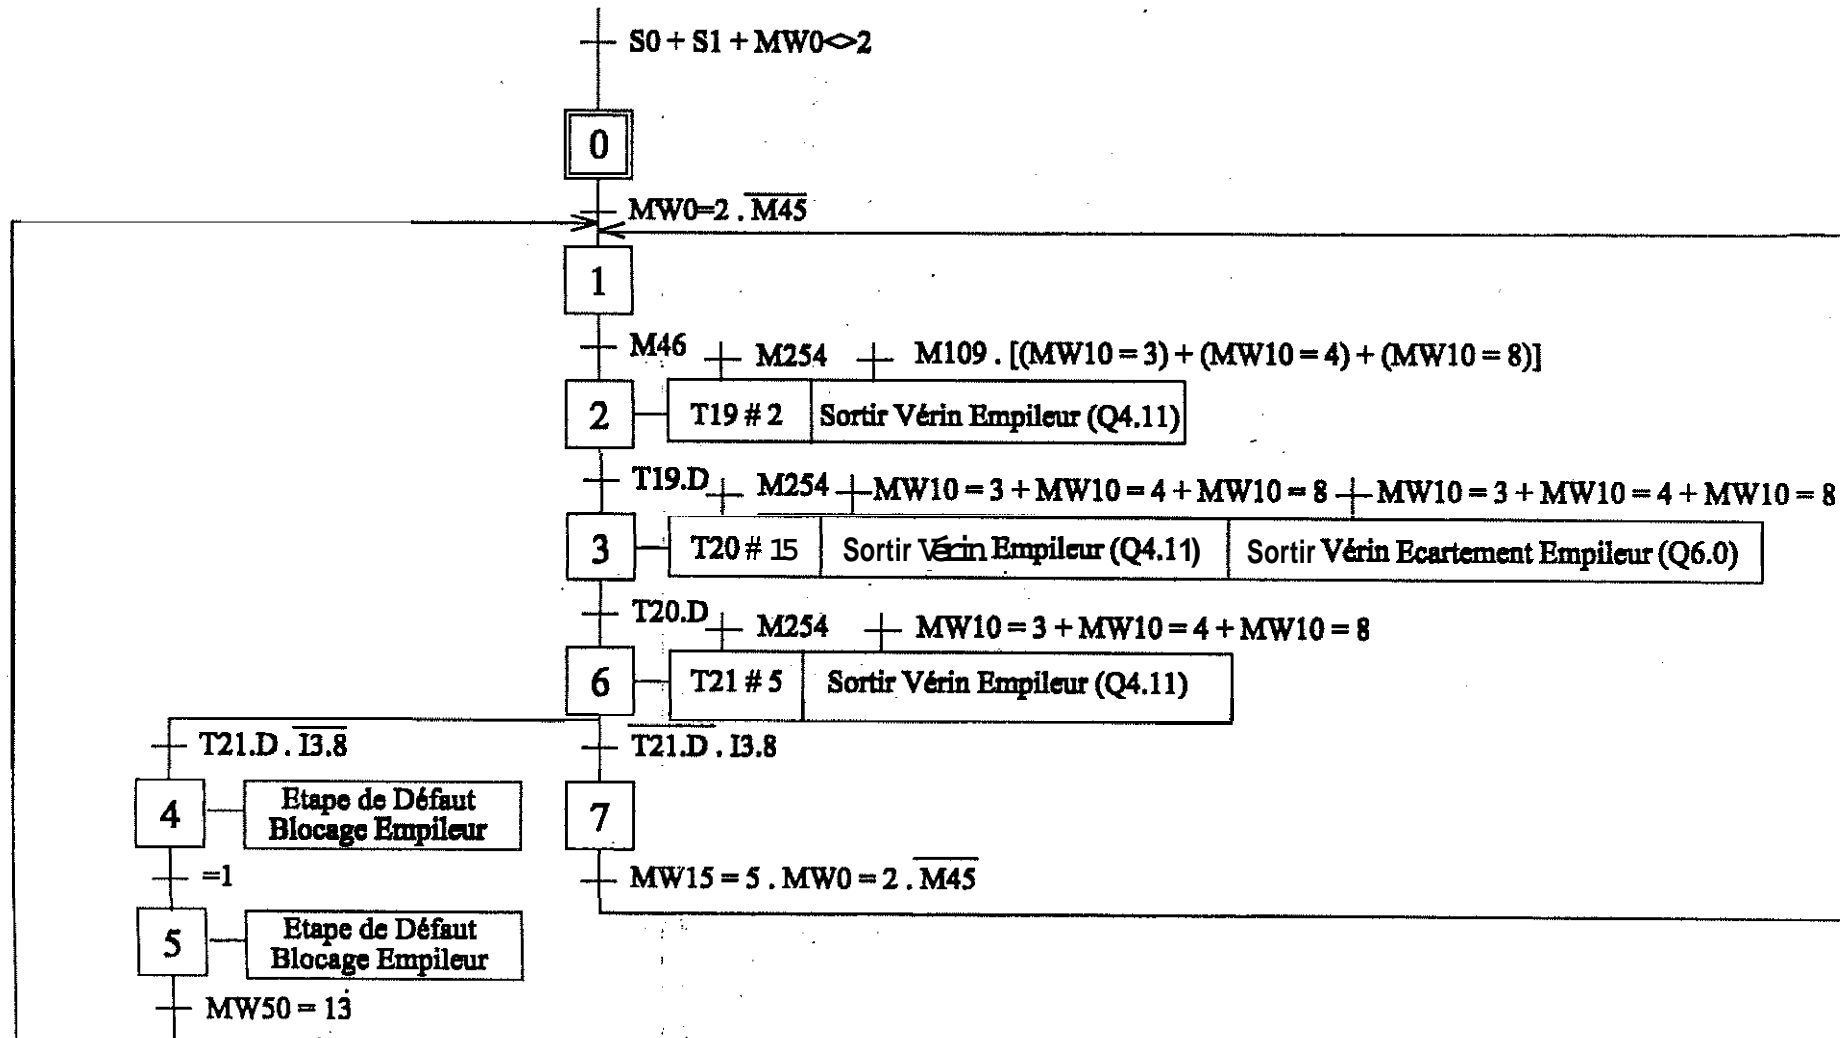 S0 + S1 + MW0<>2
0
MW0=2 . M45
1
M46
M254
M109 . [(MW10 = 3) + (MW10 = 4) + (MW10 = 8)]
2
T19 # 2
Sortir Vérin Empileur (Q4.11)
T19.D
M254
MW10 = 3 + MW10 = 4 + MW10 = 8
MW10 = 3 + MW10 = 4 + MW10 = 8
3
T20 # 15
Sortir Vérin Empileur (Q4.11)
Sortir Vérin Ecartement Empileur (Q6.0)
T20.D
M254
MW10 = 3 + MW10 = 4 + MW10 = 8
6
T21 # 5
Sortir Vérin Empileur (Q4.11)
T21.D . I3.8
T21.D . I3.8
4
Etape de Défaut
Blocage Empileur
7
=1
MW15 = 5 . MW0 = 2 . M45
5
Etape de Défaut
Blocage Empileur
MW50 = 13